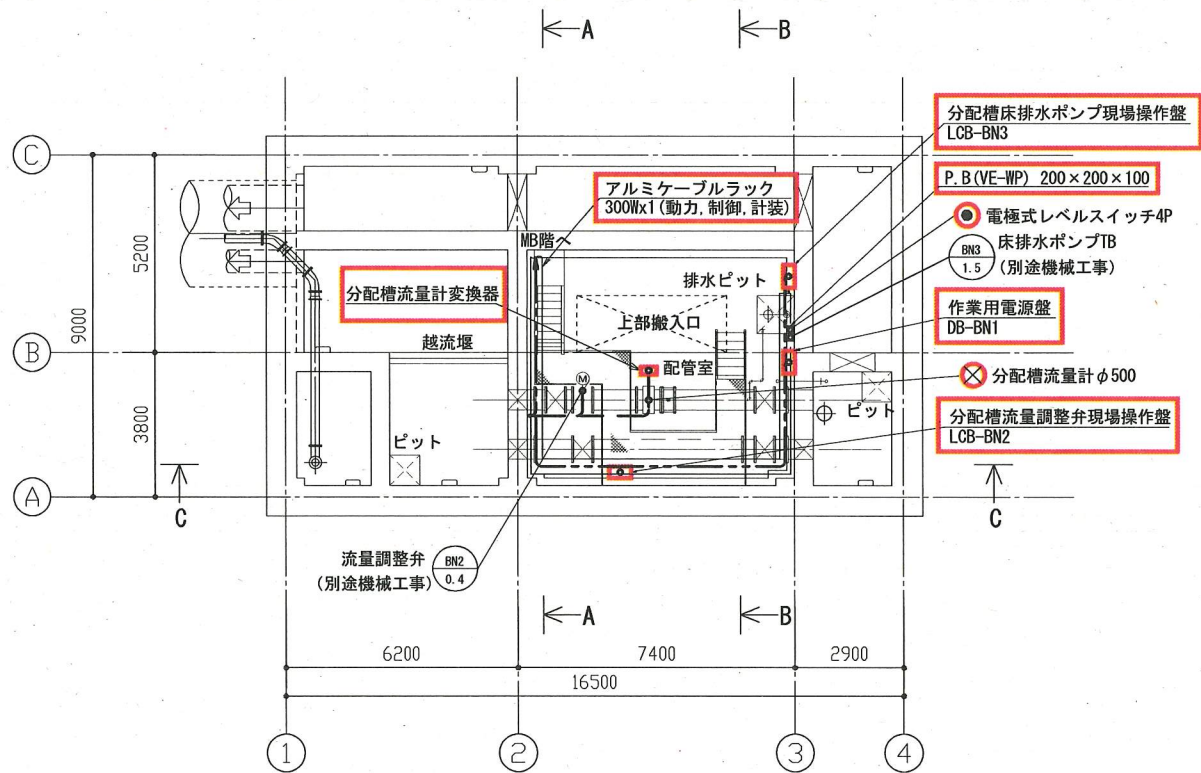 A
B
分配槽床排水ポンプ現場操作盤
LCB-BN3
C
P.B(VE-WP) 200×200×100
アルミケーブルラック
300Wx1(動力,制御,計装)
電極式レベルスイッチ4P
MB階へ
BN3
1.5
床排水ポンプTB
(別途機械工事)
5200
排水ピット
分配槽流量計変換器
作業用電源盤
DB-BN1
9000
上部搬入口
越流堰
B
配管室
分配槽流量計φ500
M
3800
ピット
ピット
分配槽流量調整弁現場操作盤
LCB-BN2
A
C
C
流量調整弁
(別途機械工事)
BN2
0.4
A
B
6200
7400
2900
16500
1
2
3
4